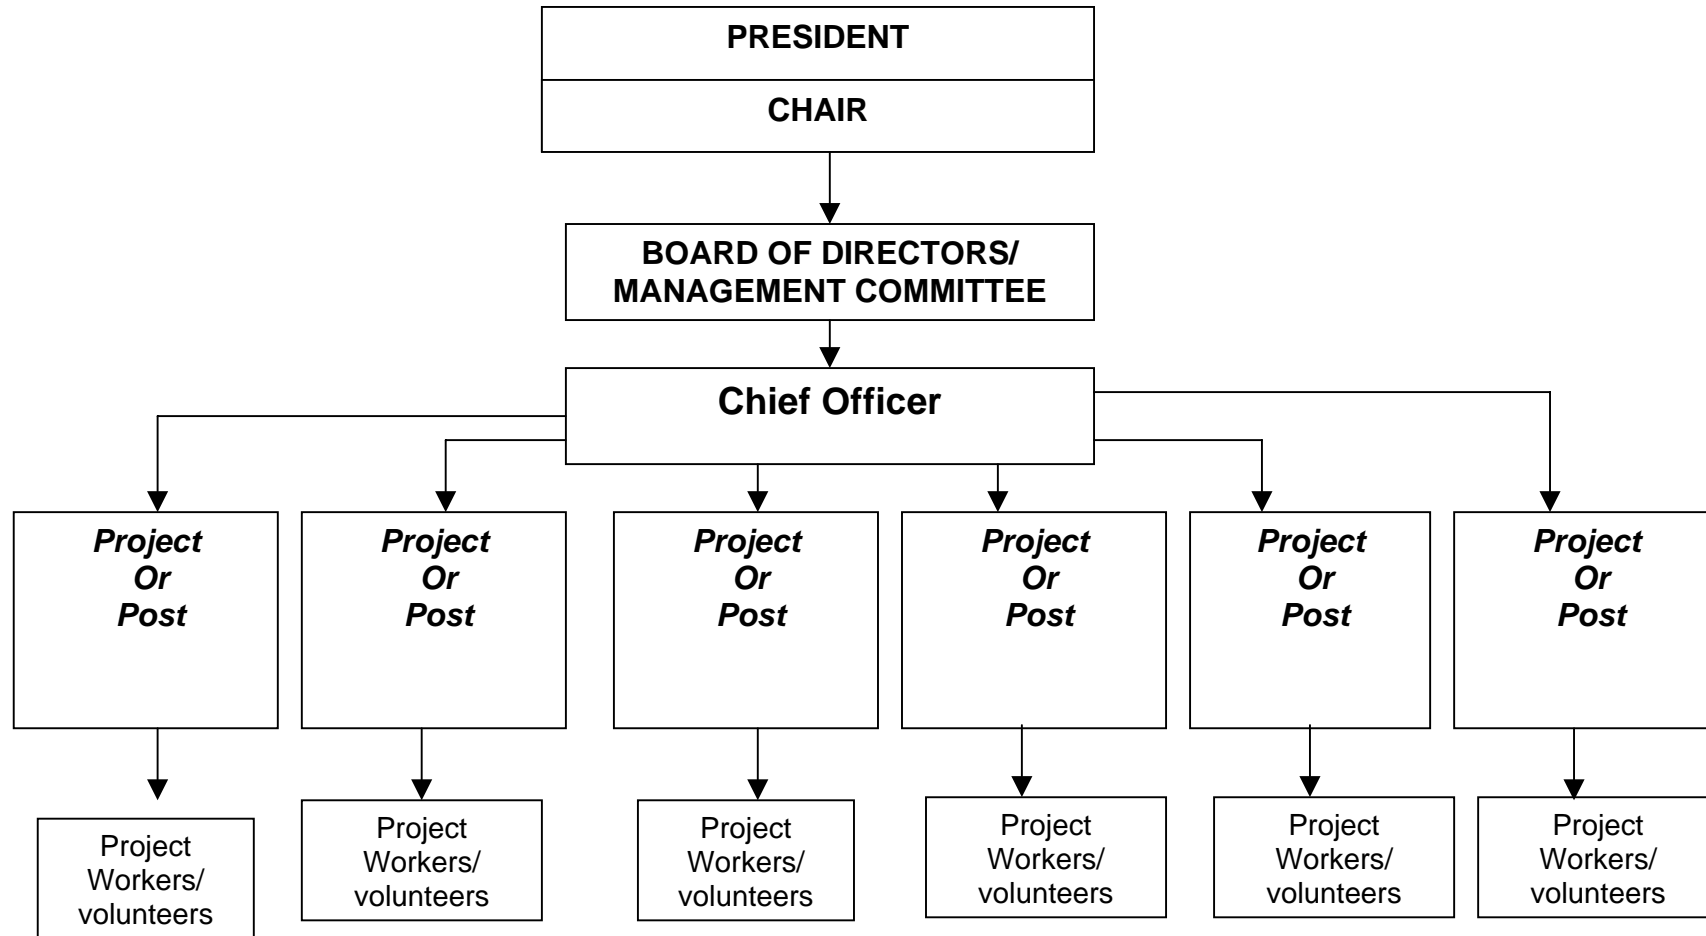 PRESIDENT
CHAIR
BOARD OF DIRECTORS/
MANAGEMENT COMMITTEE
Chief Officer
Project
Or
Post
Project
Or
Post
Project
Or
Post
Project
Or
Post
Project
Or
Post
Project
Or
Post
Project
Workers/
volunteers
Project
Workers/
volunteers
Project
Workers/
volunteers
Project
Workers/
volunteers
Project
Workers/
volunteers
Project
Workers/
volunteers